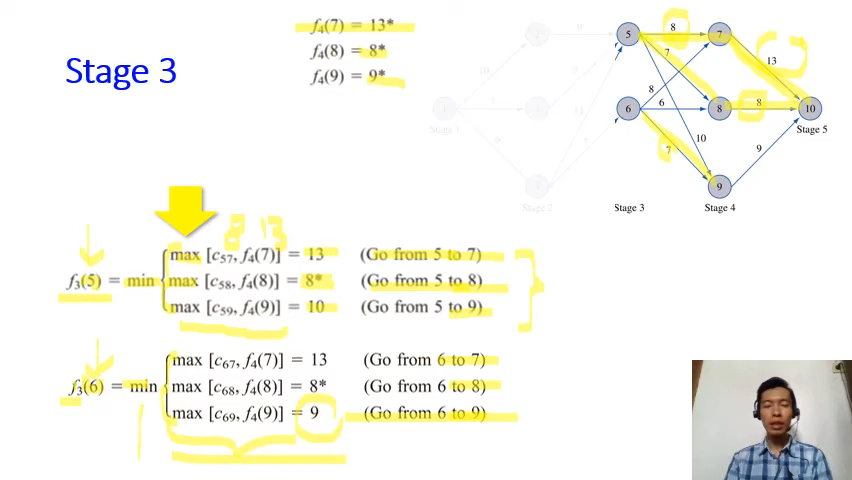 Stage 3
f₄(7) = 13*
f₄(8) = 8*
f₄(9) = 9*
5 8 7
7
13
8
6 6 8 8 10
Stage 5
10
7
9
9
Stage 2
Stage 3
Stage 4
8 13
f₃(5) = min
max [c₅₇, f₄(7)] = 13 (Go from 5 to 7)
max [c₅₈, f₄(8)] = 8* (Go from 5 to 8)
max [c₅₉, f₄(9)] = 10 (Go from 5 to 9)
f₃(6) = min
max [c₆₇, f₄(7)] = 13 (Go from 6 to 7)
max [c₆₈, f₄(8)] = 8* (Go from 6 to 8)
max [c₆₉, f₄(9)] = 9 (Go from 6 to 9)